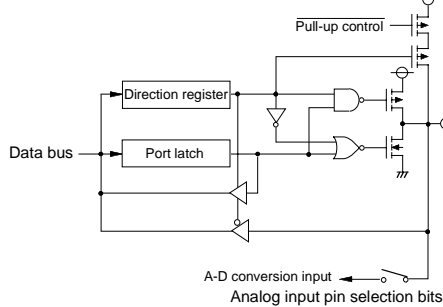 Pull-up control
Direction register
Data bus
Port latch
A-D conversion input
Analog input pin selection bits